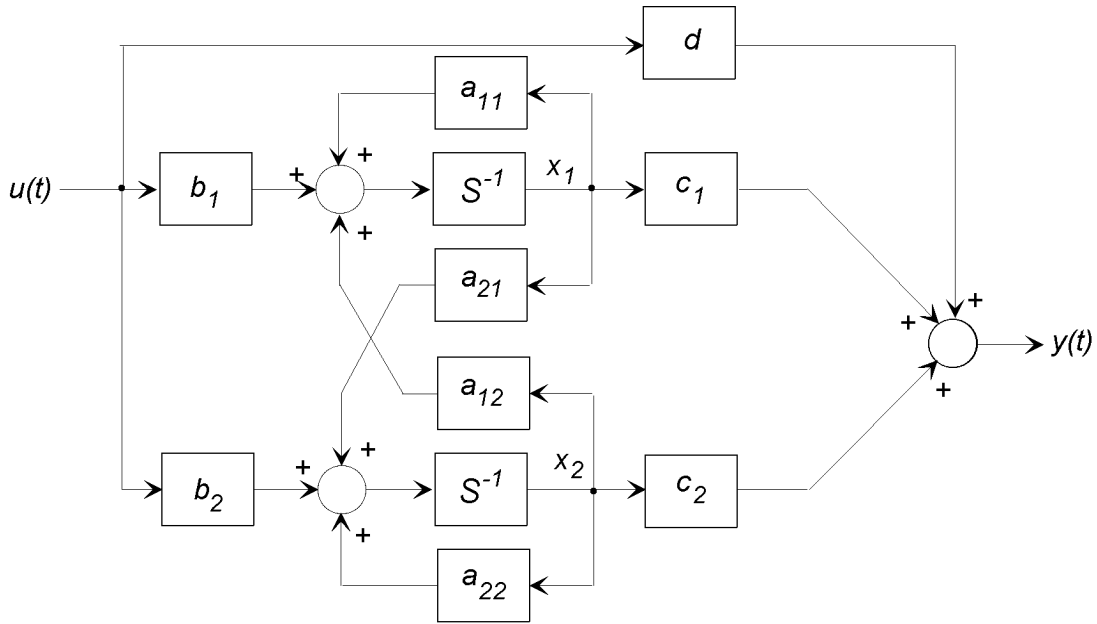 d
a11
+
u(t)
b1
+
S-1
x1
c1
+
a21
+
+
y(t)
a12
+
+
b2
+
S-1
x2
c2
+
a22